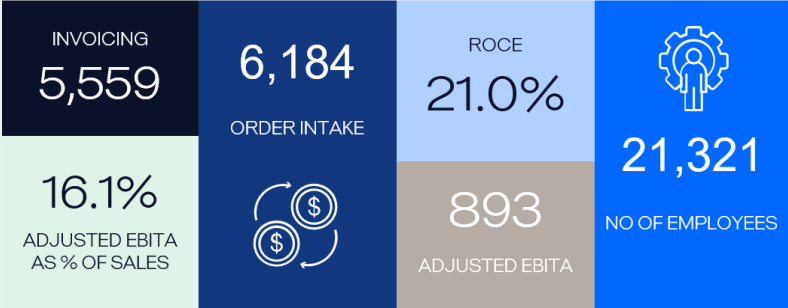 INVOICING
5,559
16.1%
ADJUSTED EBITA
AS % OF SALES
6,184
ORDER INTAKE
$
$
ROCE
21.0%
893
ADJUSTED EBITA
21,321
NO OF EMPLOYEES